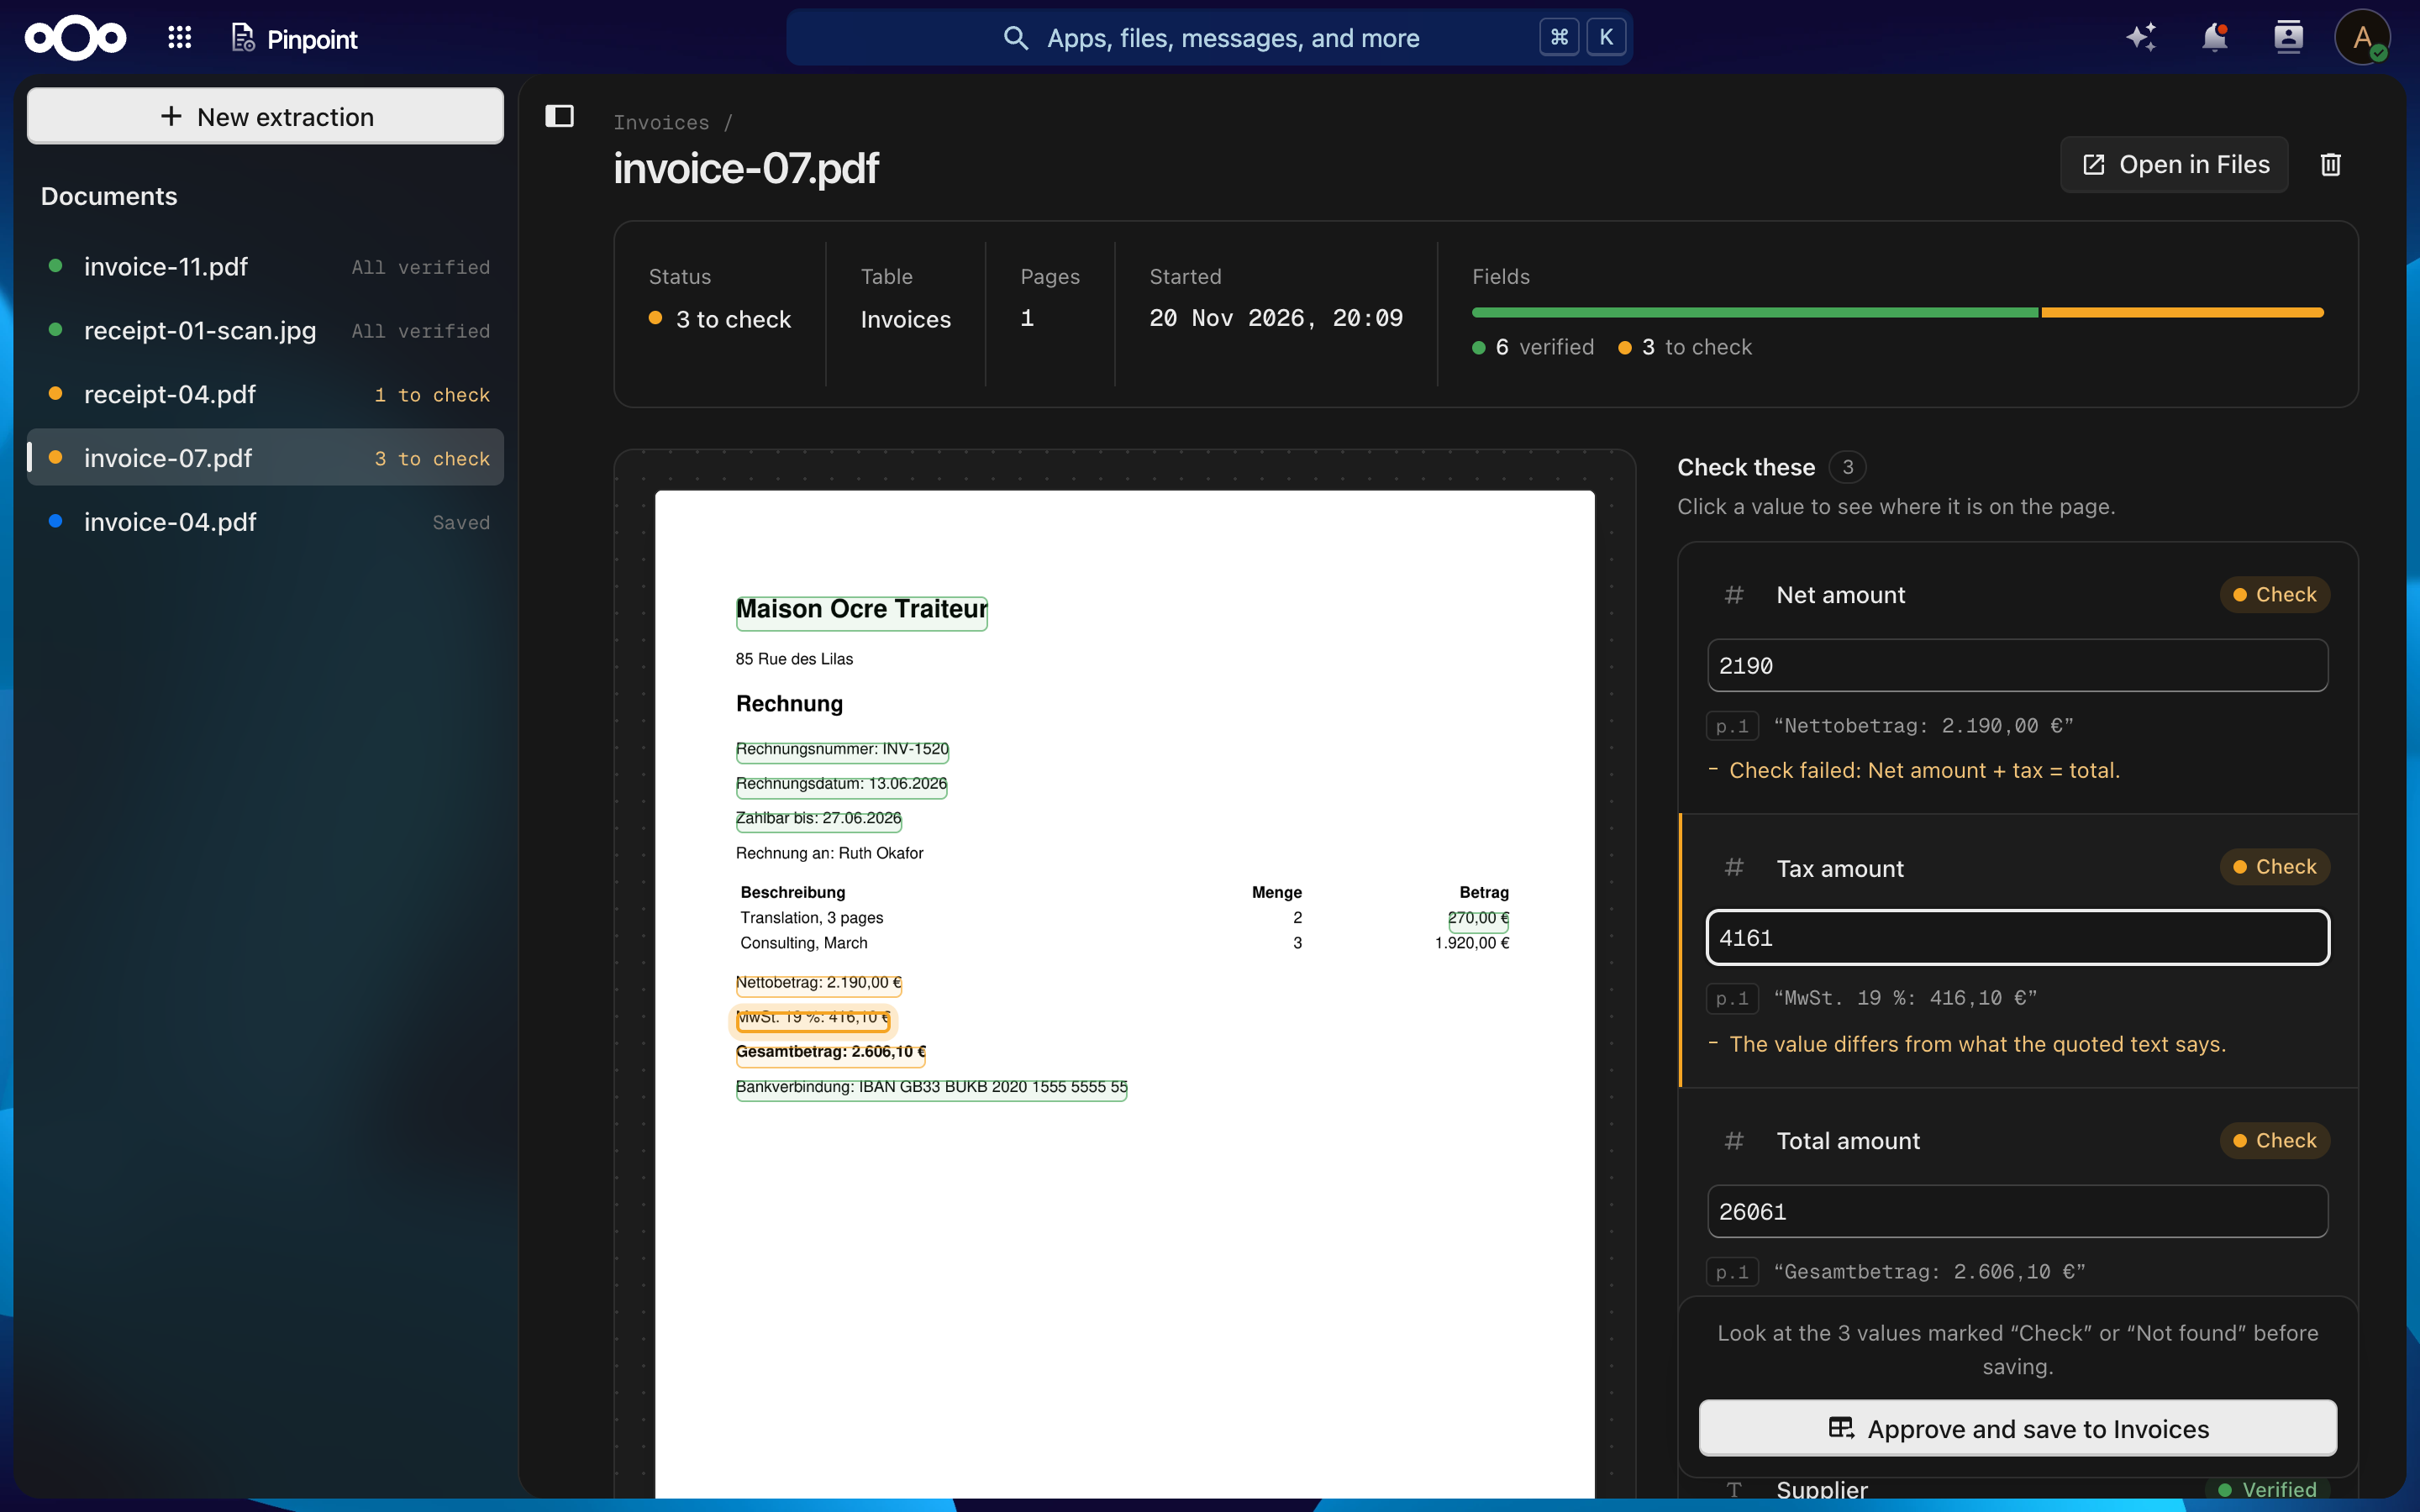 Pinpoint
Apps, files, messages, and more
⌘ K
A
+ New extraction
Documents
invoice-11.pdf All verified
receipt-01-scan.jpg All verified
receipt-04.pdf 1 to check
invoice-07.pdf 3 to check
invoice-04.pdf Saved
Invoices /
invoice-07.pdf
Open in Files
Status
3 to check
Table
Invoices
Pages
1
Started
20 Nov 2026, 20:09
Fields
6 verified 3 to check
Maison Ocre Traiteur
85 Rue des Lilas
Rechnung
Rechnungsnummer: INV-1520
Rechnungsdatum: 13.06.2026
Zahlbar bis: 27.06.2026
Rechnung an: Ruth Okafor
Beschreibung Menge Betrag
Translation, 3 pages 2 270,00 €
Consulting, March 3 1.920,00 €
Nettobetrag: 2.190,00 €
MwSt. 19 %: 416,10 €
Gesamtbetrag: 2.606,10 €
Bankverbindung: IBAN GB33 BUKB 2020 1555 5555 55
Check these 3
Click a value to see where it is on the page.
# Net amount Check
2190
p.1 “Nettobetrag: 2.190,00 €”
– Check failed: Net amount + tax = total.
# Tax amount Check
4161
p.1 “MwSt. 19 %: 416,10 €”
– The value differs from what the quoted text says.
# Total amount Check
26061
p.1 “Gesamtbetrag: 2.606,10 €”
Look at the 3 values marked “Check” or “Not found” before
saving.
Approve and save to Invoices
T Supplier Verified